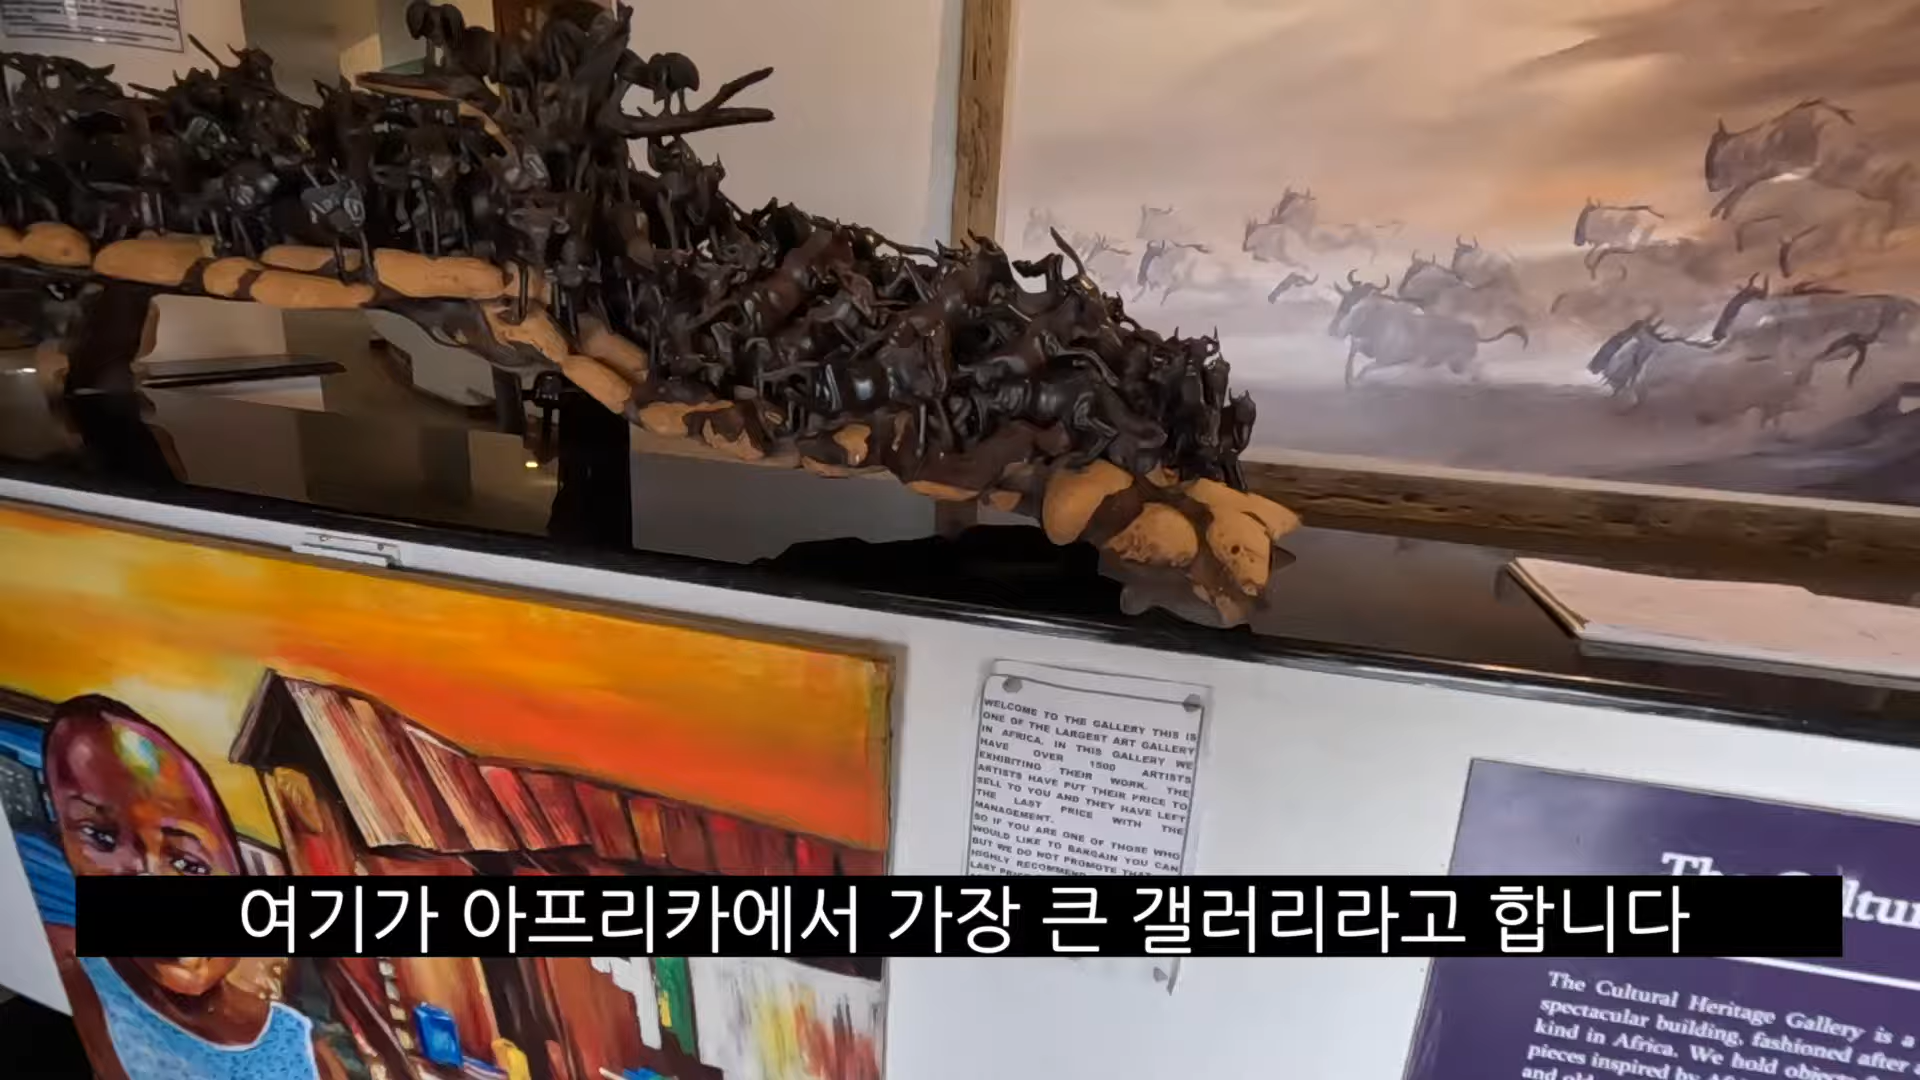 WELCOME TO THE GALLERY THIS IS
ONE OF THE LARGEST ART GALLERY
IN AFRICA. IN THIS GALLERY WE
HAVE OVER 1500 ARTISTS
EXHIBITING THEIR WORK. THE
ARTISTS HAVE PUT THEIR PRICE TO
SELL TO YOU AND THEY HAVE LEFT
THE LAST PRICE WITH THE
MANAGEMENT.
SO IF YOU ARE ONE OF THOSE WHO
WOULD LIKE TO BARGAIN YOU CAN
BUT WE DO NOT PROMOTE
HIGHLY RECOMMEND
여기가 아프리카에서 가장 큰 갤러리라고 합니다
The
The Cultural Heritage Gallery is a
spectacular building, fashioned after
kind in Africa. We hold
pieces inspired by
and